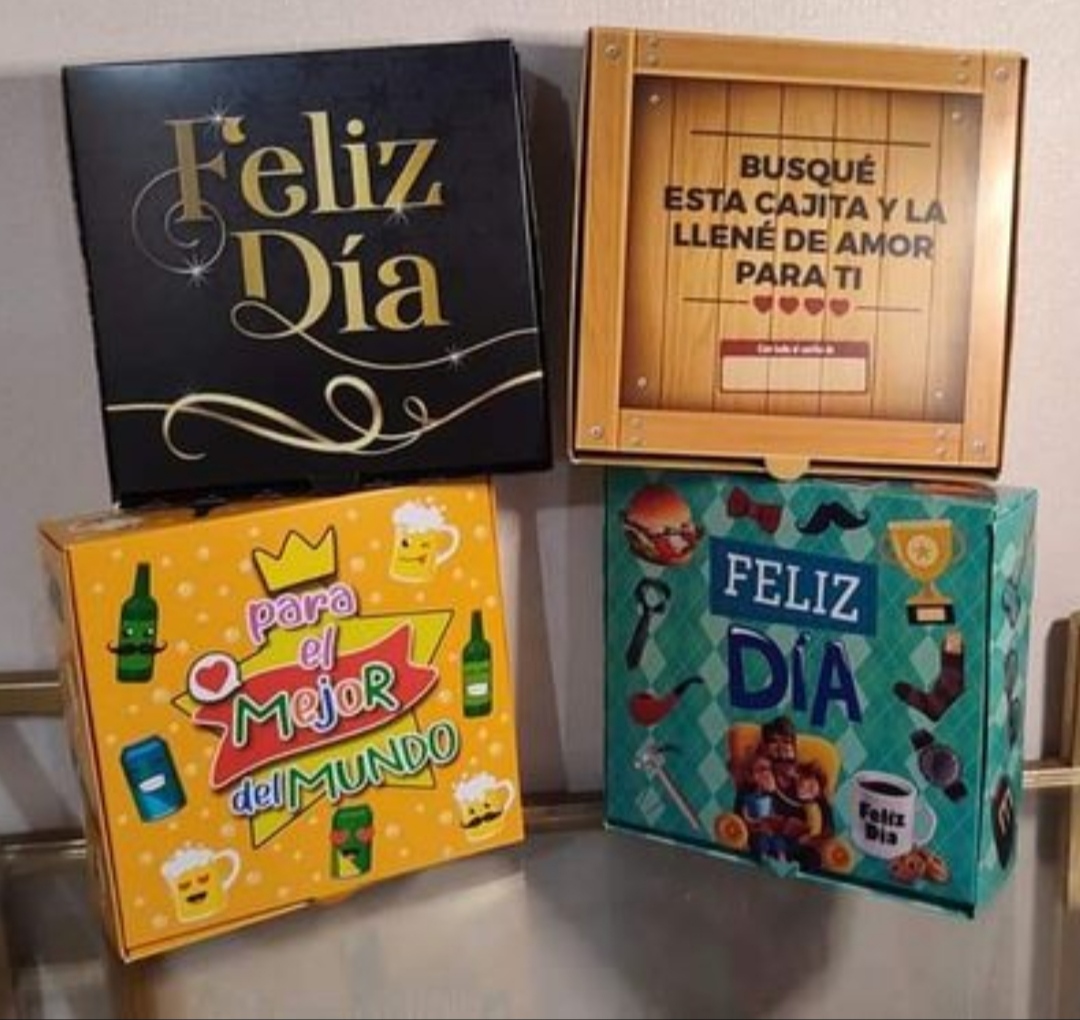 Feliz
Día
BUSQUÉ
ESTA CAJITA Y LA
LLENÉ DE AMOR
PARA TI
para
el
MejoR
del MUNDO
FELIZ
DÍA
Feliz
Día